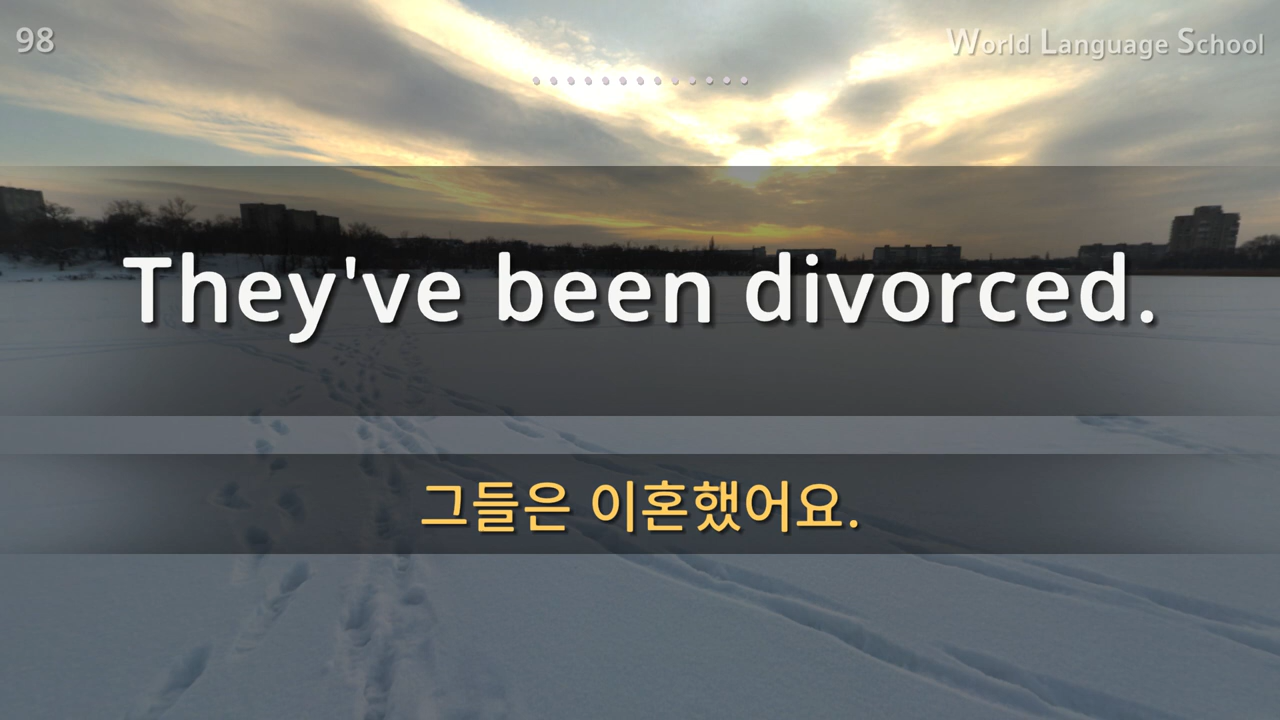 98
World Language School
They've been divorced.
그들은 이혼했어요.